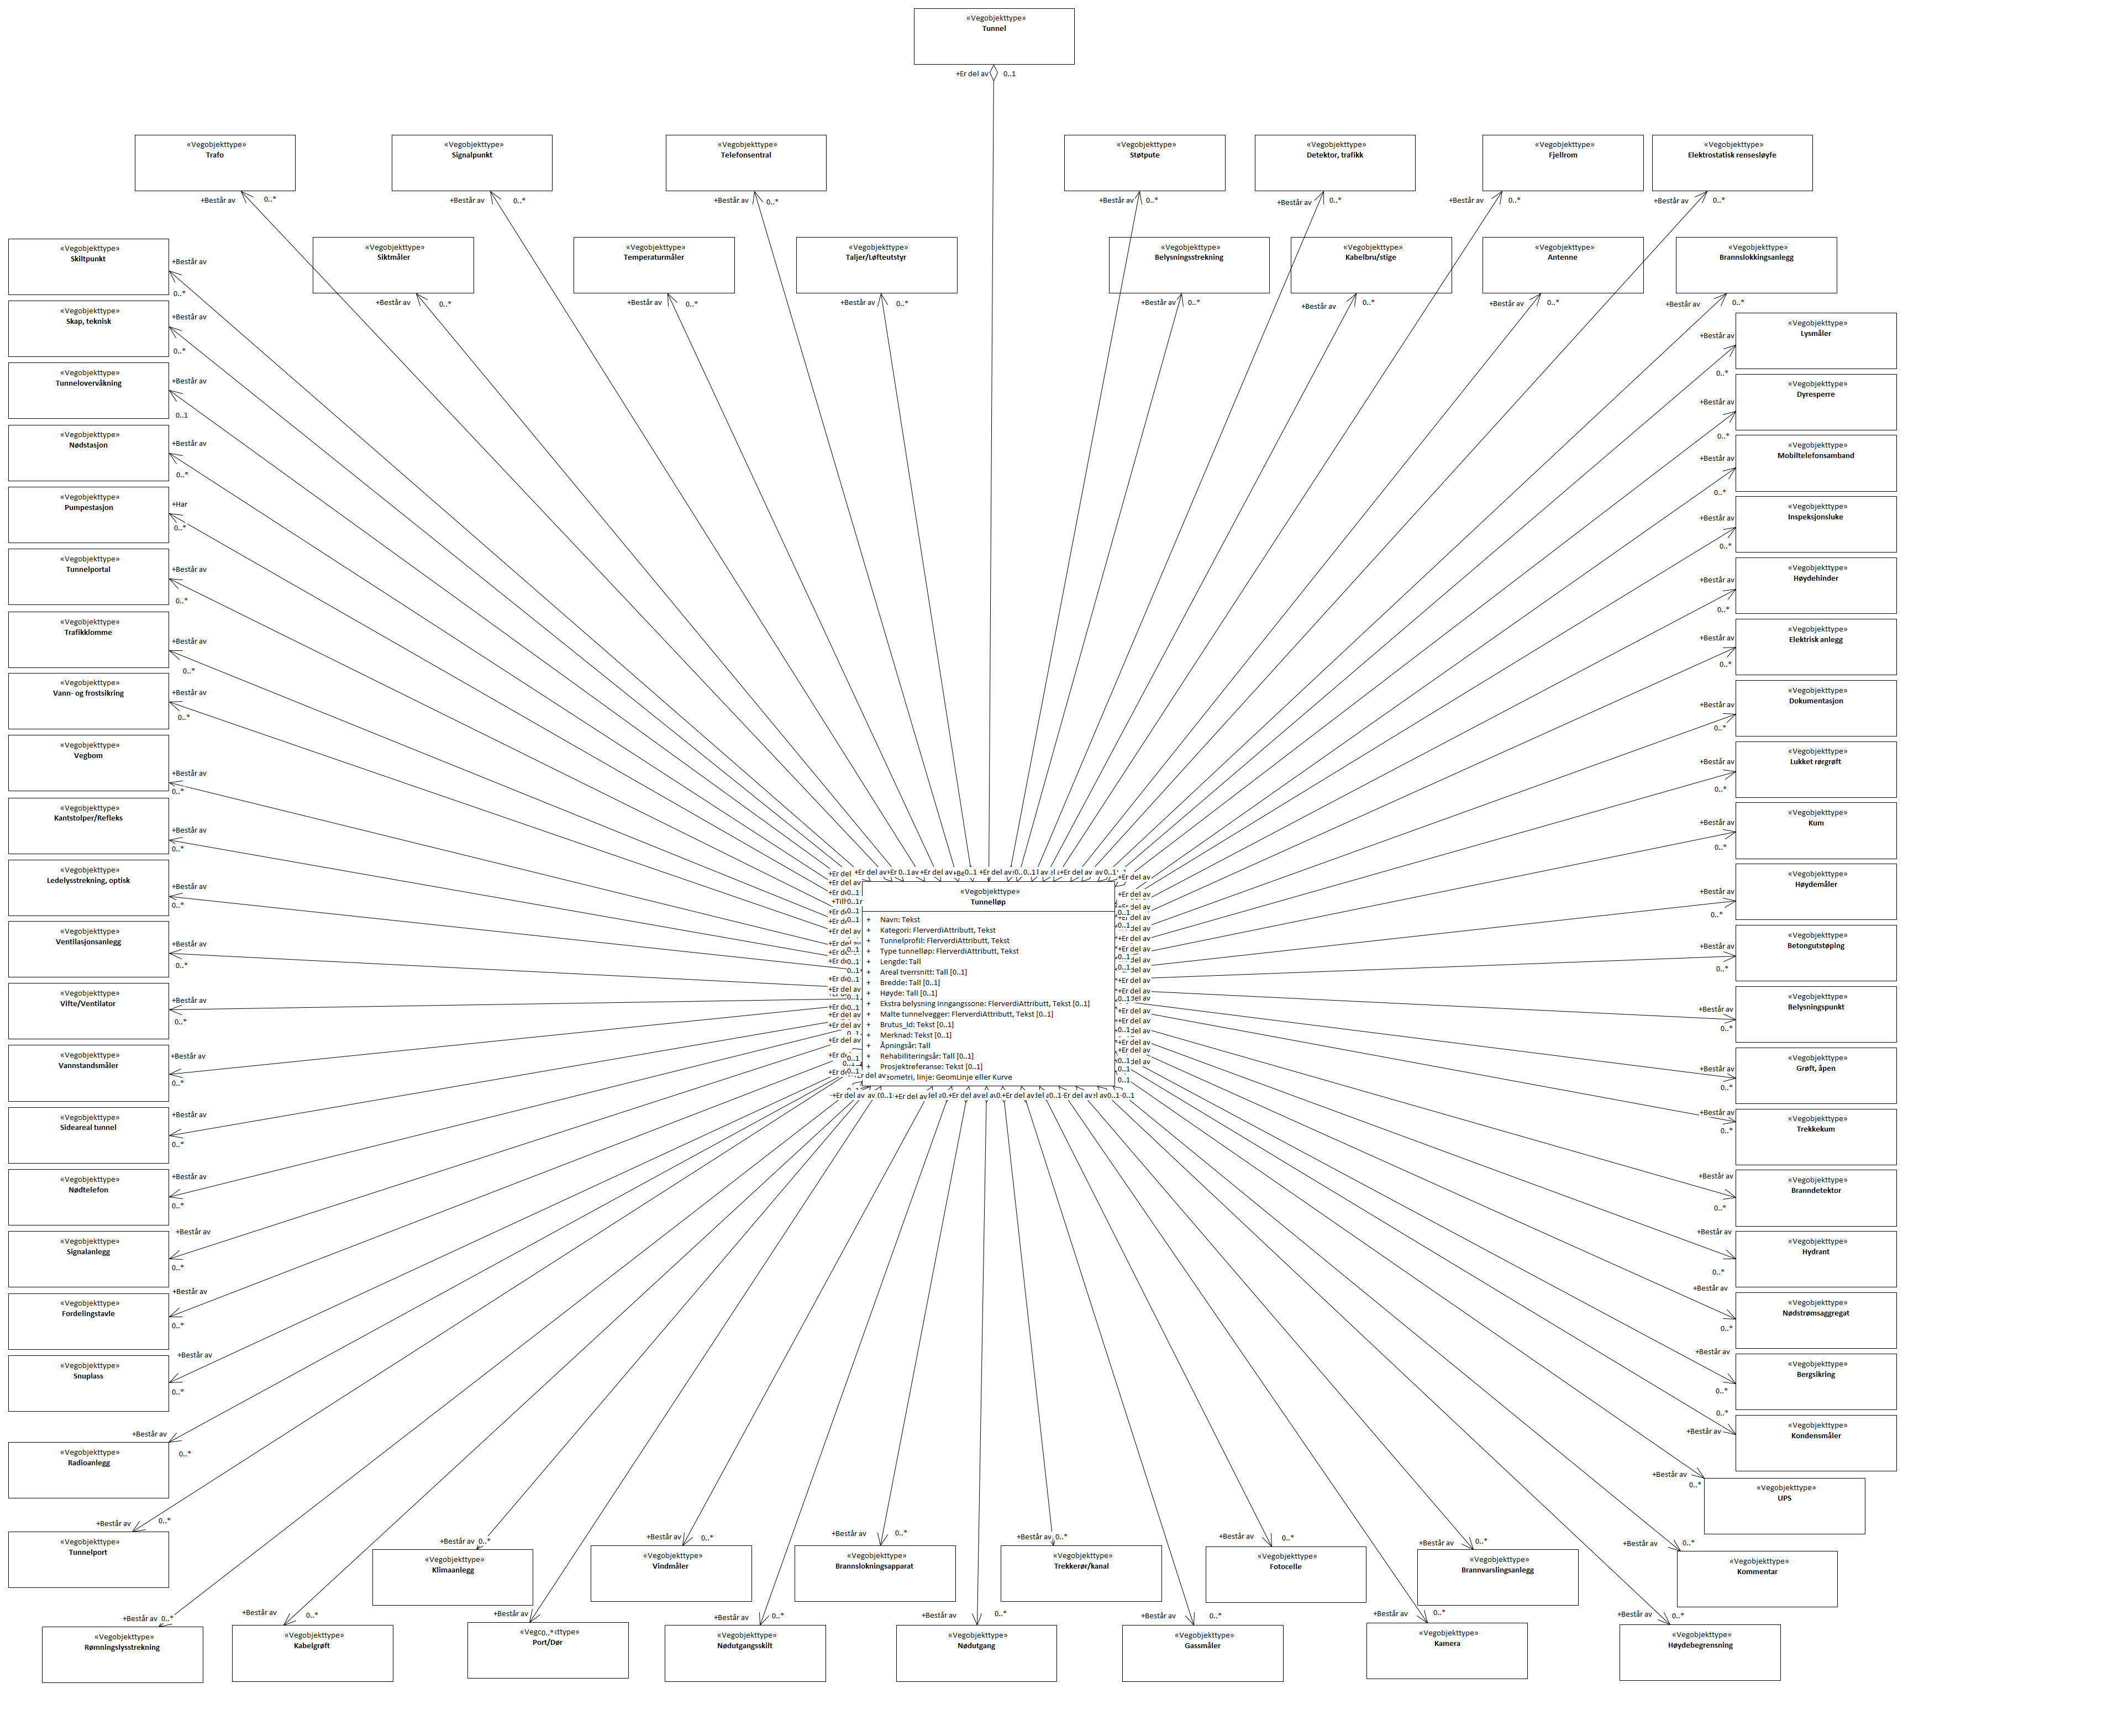 «Vegobjekttype»
Tunnel
+Er del av 0..1
«Vegobjekttype»
Trafo
+Består av 0..*
«Vegobjekttype»
Signalpunkt
+Består av 0..*
«Vegobjekttype»
Telefonsentral
+Består av 0..*
«Vegobjekttype»
Støtpute
+Består av 0..*
«Vegobjekttype»
Detektor, trafikk
+Består av 0..*
«Vegobjekttype»
Fjellrom
+Består av 0..*
«Vegobjekttype»
Elektrostatisk rensesløyfe
+Består av 0..*
«Vegobjekttype»
Siktmåler
+Består av 0..*
«Vegobjekttype»
Temperaturmåler
+Består av 0..*
«Vegobjekttype»
Taljer/Løfteutstyr
+Består av 0..*
«Vegobjekttype»
Belysningsstrekning
+Består av 0..*
«Vegobjekttype»
Kabelbru/stige
+Består av 0..*
«Vegobjekttype»
Antenne
+Består av 0..*
«Vegobjekttype»
Brannslokkingsanlegg
+Består av 0..*
«Vegobjekttype»
Skiltpunkt
+Består av
0..*
«Vegobjekttype»
Skap, teknisk
+Består av
0..*
«Vegobjekttype»
Tunnelovervåkning
+Består av
0..1
«Vegobjekttype»
Nødstasjon
+Består av
0..*
«Vegobjekttype»
Pumpestasjon
+Har
0..*
«Vegobjekttype»
Tunnelportal
+Består av
0..*
«Vegobjekttype»
Trafikklomme
+Består av
0..*
«Vegobjekttype»
Vann- og frostsikring
+Består av
0..*
«Vegobjekttype»
Vegbom
+Består av
0..*
«Vegobjekttype»
Kantstolper/Refleks
+Består av
0..*
«Vegobjekttype»
Ledelysstrekning, optisk
+Består av
0..*
«Vegobjekttype»
Ventilasjonsanlegg
+Består av
0..*
«Vegobjekttype»
Vifte/Ventilator
+Består av
0..*
«Vegobjekttype»
Vannstandsmåler
+Består av
0..*
«Vegobjekttype»
Sideareal tunnel
+Består av
0..*
«Vegobjekttype»
Nødtelefon
+Består av
0..*
«Vegobjekttype»
Signalanlegg
+Består av
0..*
«Vegobjekttype»
Fordelingstavle
+Består av
0..*
«Vegobjekttype»
Snuplass
+Består av
0..*
«Vegobjekttype»
Radioanlegg
+Består av
0..*
«Vegobjekttype»
Tunnelport
+Består av 0..*
«Vegobjekttype»
Tunnelløp
+ Navn: Tekst
+ Kategori: FlerverdiAttributt, Tekst
+ Tunnelprofil: FlerverdiAttributt, Tekst
+ Type tunnelløp: FlerverdiAttributt, Tekst
+ Lengde: Tall
+ Areal tverrsnitt: Tall [0..1]
+ Bredde: Tall [0..1]
+ Høyde: Tall [0..1]
+ Ekstra belysning inngangssone: FlerverdiAttributt, Tekst [0..1]
+ Malte tunnelvegger: FlerverdiAttributt, Tekst [0..1]
+ Brutus_Id: Tekst [0..1]
+ Merknad: Tekst [0..1]
+ Åpningsår: Tall
+ Rehabiliteringsår: Tall [0..1]
+ Prosjektreferanse: Tekst [0..1]
linje: GeomLinje eller Kurve
«Vegobjekttype»
Lysmåler
+Består av
0..*
«Vegobjekttype»
Dyresperre
+Består av
0..*
«Vegobjekttype»
Mobiltelefonsamband
+Består av
0..*
«Vegobjekttype»
Inspeksjonsluke
+Består av
0..*
«Vegobjekttype»
Høydehinder
+Består av
0..*
«Vegobjekttype»
Elektrisk anlegg
+Består av
0..*
«Vegobjekttype»
Dokumentasjon
+Består av
0..*
«Vegobjekttype»
Lukket rørgrøft
+Består av
0..*
«Vegobjekttype»
Kum
+Består av
0..*
«Vegobjekttype»
Høydemåler
+Består av
0..*
«Vegobjekttype»
Betongutstøping
+Består av
0..*
«Vegobjekttype»
Belysningspunkt
+Består av
0..*
«Vegobjekttype»
Grøft, åpen
+Består av
0..*
«Vegobjekttype»
Trekkekum
+Består av
0..*
«Vegobjekttype»
Branndetektor
+Består av
0..*
«Vegobjekttype»
Hydrant
+Består av
0..*
«Vegobjekttype»
Nødstrømsaggregat
+Består av
0..*
«Vegobjekttype»
Bergsikring
+Består av
0..*
«Vegobjekttype»
Kondensmåler
0..*
+Består av
«Vegobjekttype»
UPS
+Består av
0..*
«Vegobjekttype»
Kommentar
+Består av 0..*
«Vegobjekttype»
Klimaanlegg
+Består av 0..*
«Vegobjekttype»
Vindmåler
+Består av 0..*
«Vegobjekttype»
Brannslokningsapparat
+Består av 0..*
«Vegobjekttype»
Trekkerør/kanal
+Består av 0..*
«Vegobjekttype»
Fotocelle
+Består av 0..*
«Vegobjekttype»
Brannvarslingsanlegg
+Består av 0..*
«Vegobjekttype»
Rømningslysstrekning
+Består av 0..*
«Vegobjekttype»
Kabelgrøft
+Består av 0..*
Port/Dør
+Består av 0..*
«Vegobjekttype»
Nødutgangsskilt
+Består av 0..*
«Vegobjekttype»
Nødutgang
+Består av 0..*
«Vegobjekttype»
Gassmåler
+Består av 0..*
«Vegobjekttype»
Kamera
+Består av 0..*
«Vegobjekttype»
Høydebegrensning
+Består av 0..*